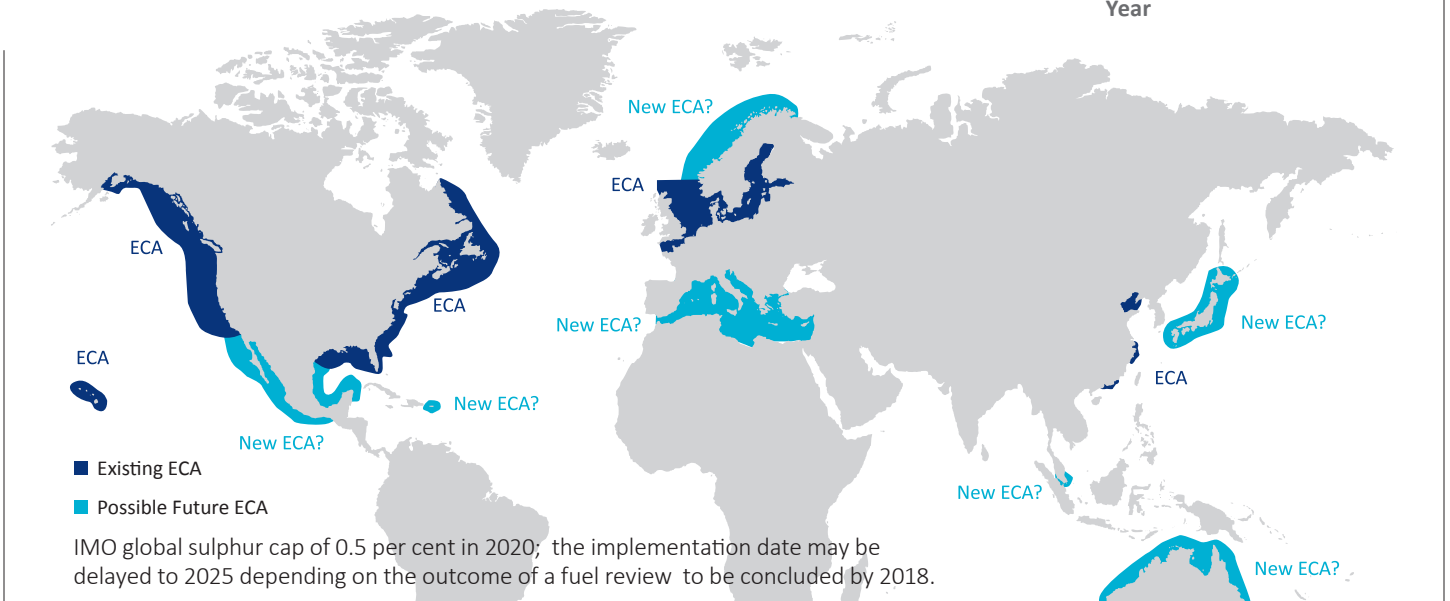 Year
New ECA?
ECA
ECA
ECA
New ECA?
New ECA?
ECA
ECA
New ECA?
New ECA?
New ECA?
Existing ECA
Possible Future ECA
New ECA?
IMO global sulphur cap of 0.5 per cent in 2020; the implementation date may be
delayed to 2025 depending on the outcome of a fuel review to be concluded by 2018.